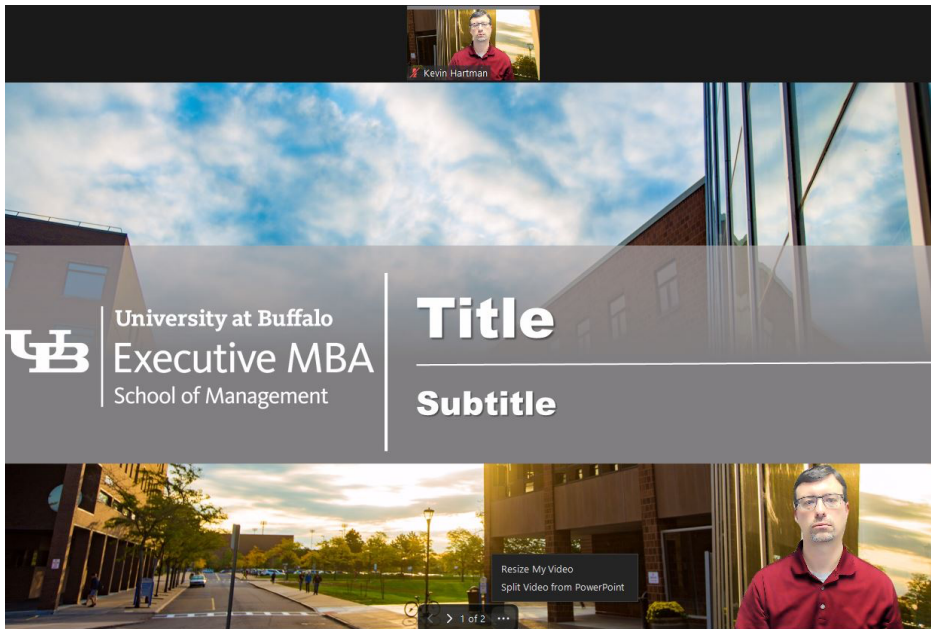 Kevin Hartman
UB
University at Buffalo
Executive MBA
School of Management
Title
Subtitle
Resize My Video
Split Video from PowerPoint
1 of 2